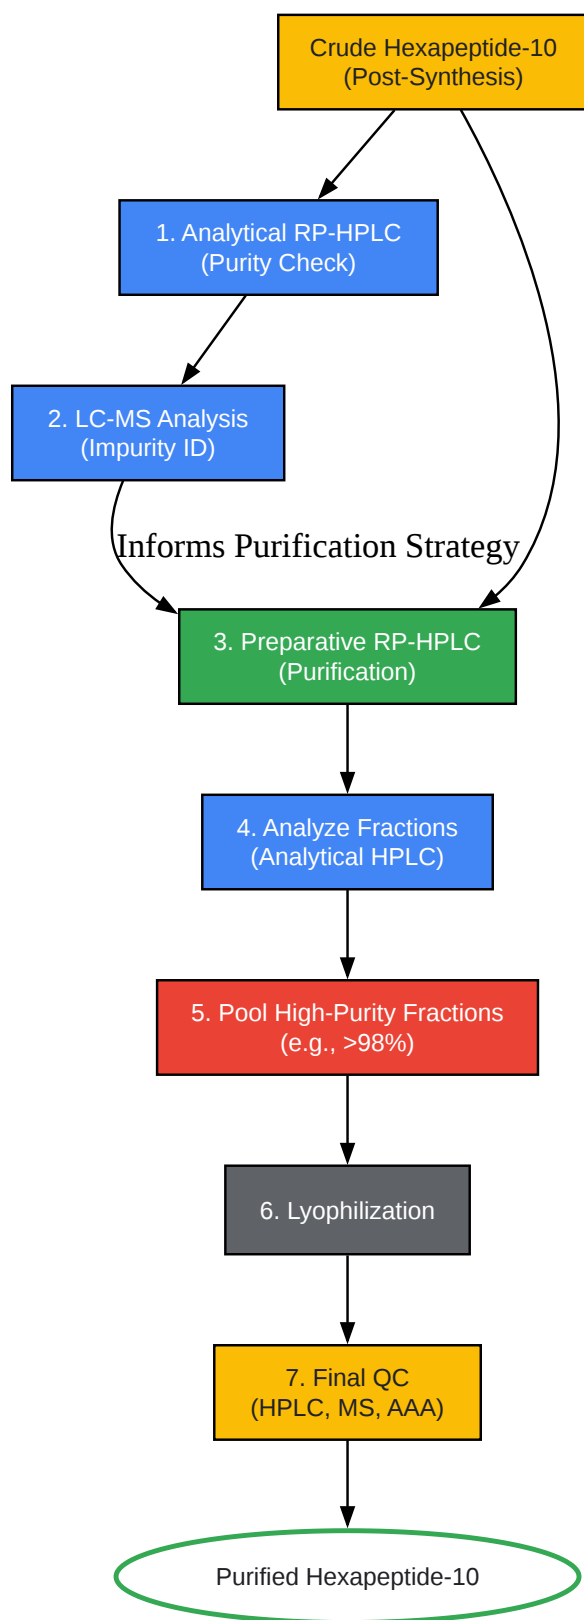 Crude Hexapeptide-10
(Post-Synthesis)
1. Analytical RP-HPLC
(Purity Check)
2. LC-MS Analysis
(Impurity ID)
Informs Purification Strategy
3. Preparative RP-HPLC
(Purification)
4. Analyze Fractions
(Analytical HPLC)
5. Pool High-Purity Fractions
(e.g., >98%)
6. Lyophilization
7. Final QC
(HPLC, MS, AAA)
Purified Hexapeptide-10